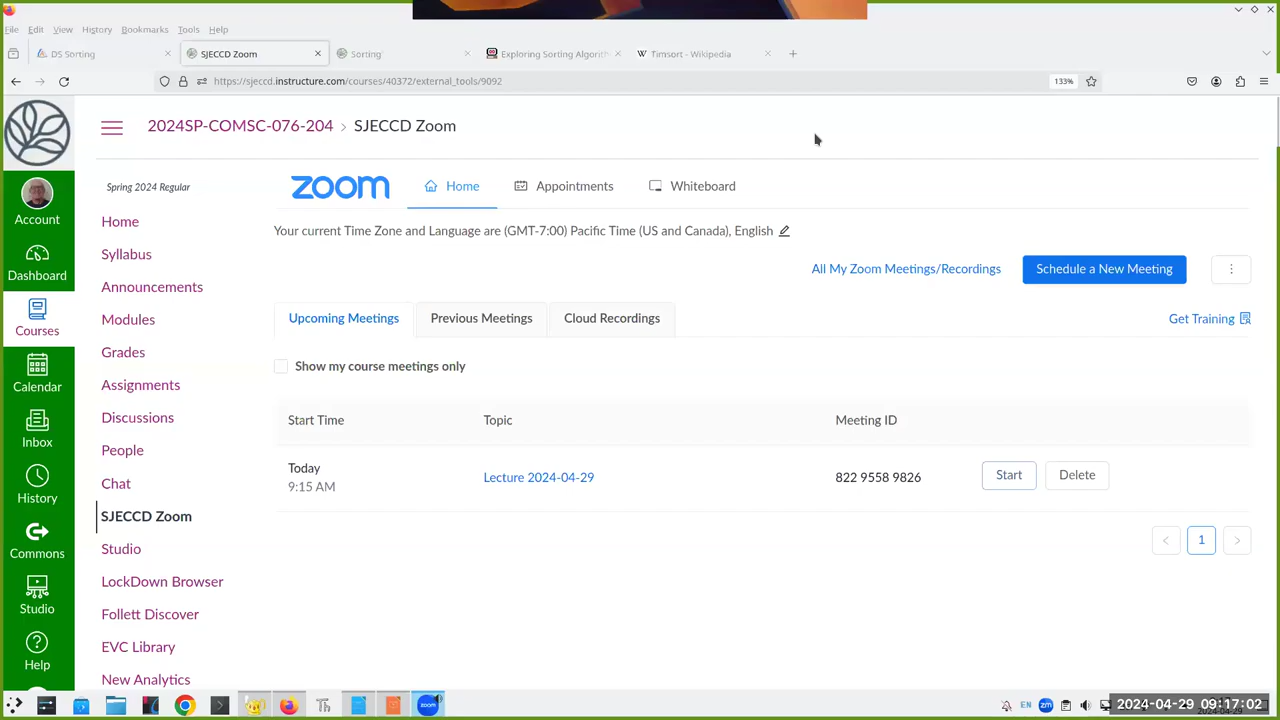 File Edit View History Bookmarks Tools Help
DS Sorting
SJECCD Zoom
Sorting
Exploring Sorting Algorith
Timsort - Wikipedia
https://sjeccd.instructure.com/courses/40372/external_tools/9092
133%
2024SP-COMSC-076-204 › SJECCD Zoom
Account
Dashboard
Courses
Calendar
Inbox
History
Commons
Studio
Help
Spring 2024 Regular
Home
Syllabus
Announcements
Modules
Grades
Assignments
Discussions
People
Chat
SJECCD Zoom
Studio
LockDown Browser
Follett Discover
EVC Library
New Analytics
zoom
Home
Appointments
Whiteboard
Your current Time Zone and Language are (GMT-7:00) Pacific Time (US and Canada), English
All My Zoom Meetings/Recordings
Schedule a New Meeting
Upcoming Meetings
Previous Meetings
Cloud Recordings
Get Training
Show my course meetings only
Start Time Topic Meeting ID
Today
9:15 AM
Lecture 2024-04-29
822 9558 9826
Start
Delete
1
Th
zoom
EN
zm
2024-04-29 09:17:02